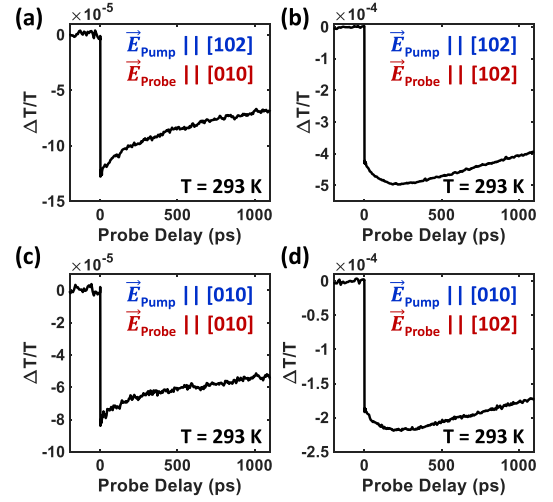 (a)
×10⁻⁵
0
-5
-10
-15
ΔT/T
E⃗Pump || [102]
E⃗Probe || [010]
T = 293 K
0
500
1000
Probe Delay (ps)
(b)
×10⁻⁴
0
-1
-2
-3
-4
-5
ΔT/T
E⃗Pump || [102]
E⃗Probe || [102]
T = 293 K
0
500
1000
Probe Delay (ps)
(c)
×10⁻⁵
0
-2
-4
-6
-8
-10
ΔT/T
E⃗Pump || [010]
E⃗Probe || [010]
T = 293 K
0
500
1000
Probe Delay (ps)
(d)
×10⁻⁴
0
-0.5
-1
-1.5
-2
-2.5
ΔT/T
E⃗Pump || [010]
E⃗Probe || [102]
T = 293 K
0
500
1000
Probe Delay (ps)